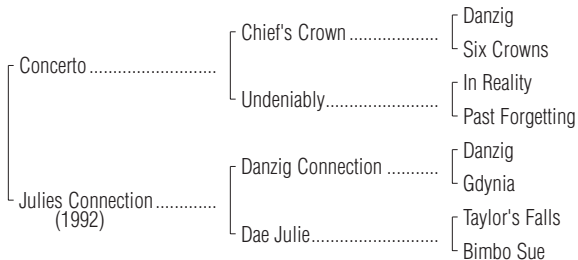 Danzig
Chief's Crown ....................
Six Crowns
Concerto ...........................
In Reality
Undeniably.........................
Past Forgetting
Danzig
Danzig Connection ............
Gdynia
Julies Connection .............
(1992)
Taylor's Falls
Dae Julie............................
Bimbo Sue